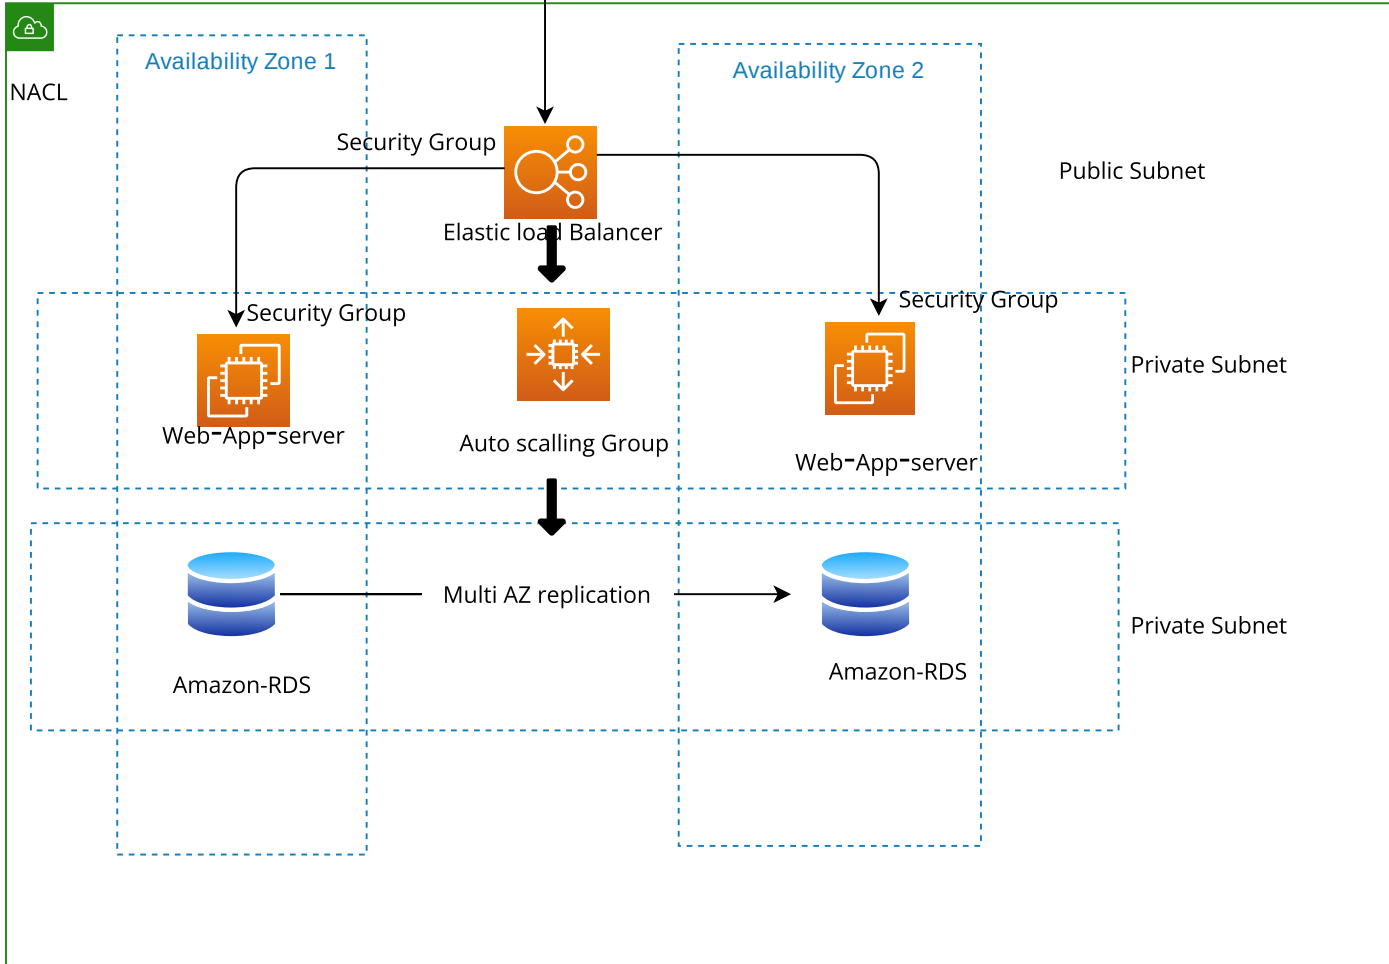 Availability Zone 1
Availability Zone 2
NACL
Security Group
Public Subnet
Elastic load Balancer
Security Group
Security Group
Private Subnet
Web-App-server
Auto scalling Group
Web-App-server
Multi AZ replication
Private Subnet
Amazon-RDS
Amazon-RDS